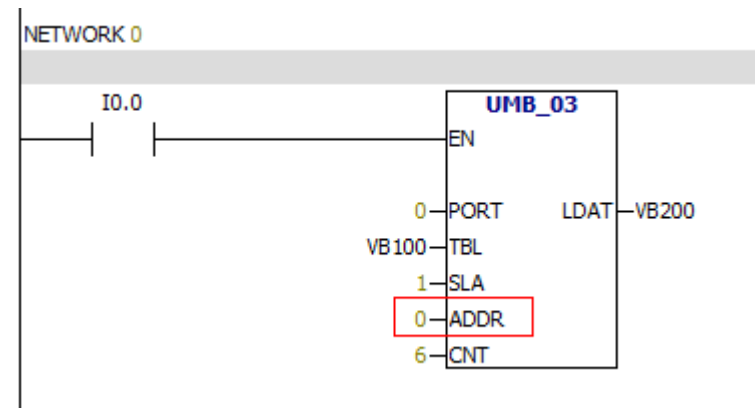 NETWORK 0
I0.0
UMB_03
EN
0 PORT LDAT VB200
VB100 TBL
1 SLA
0 ADDR
6 CNT